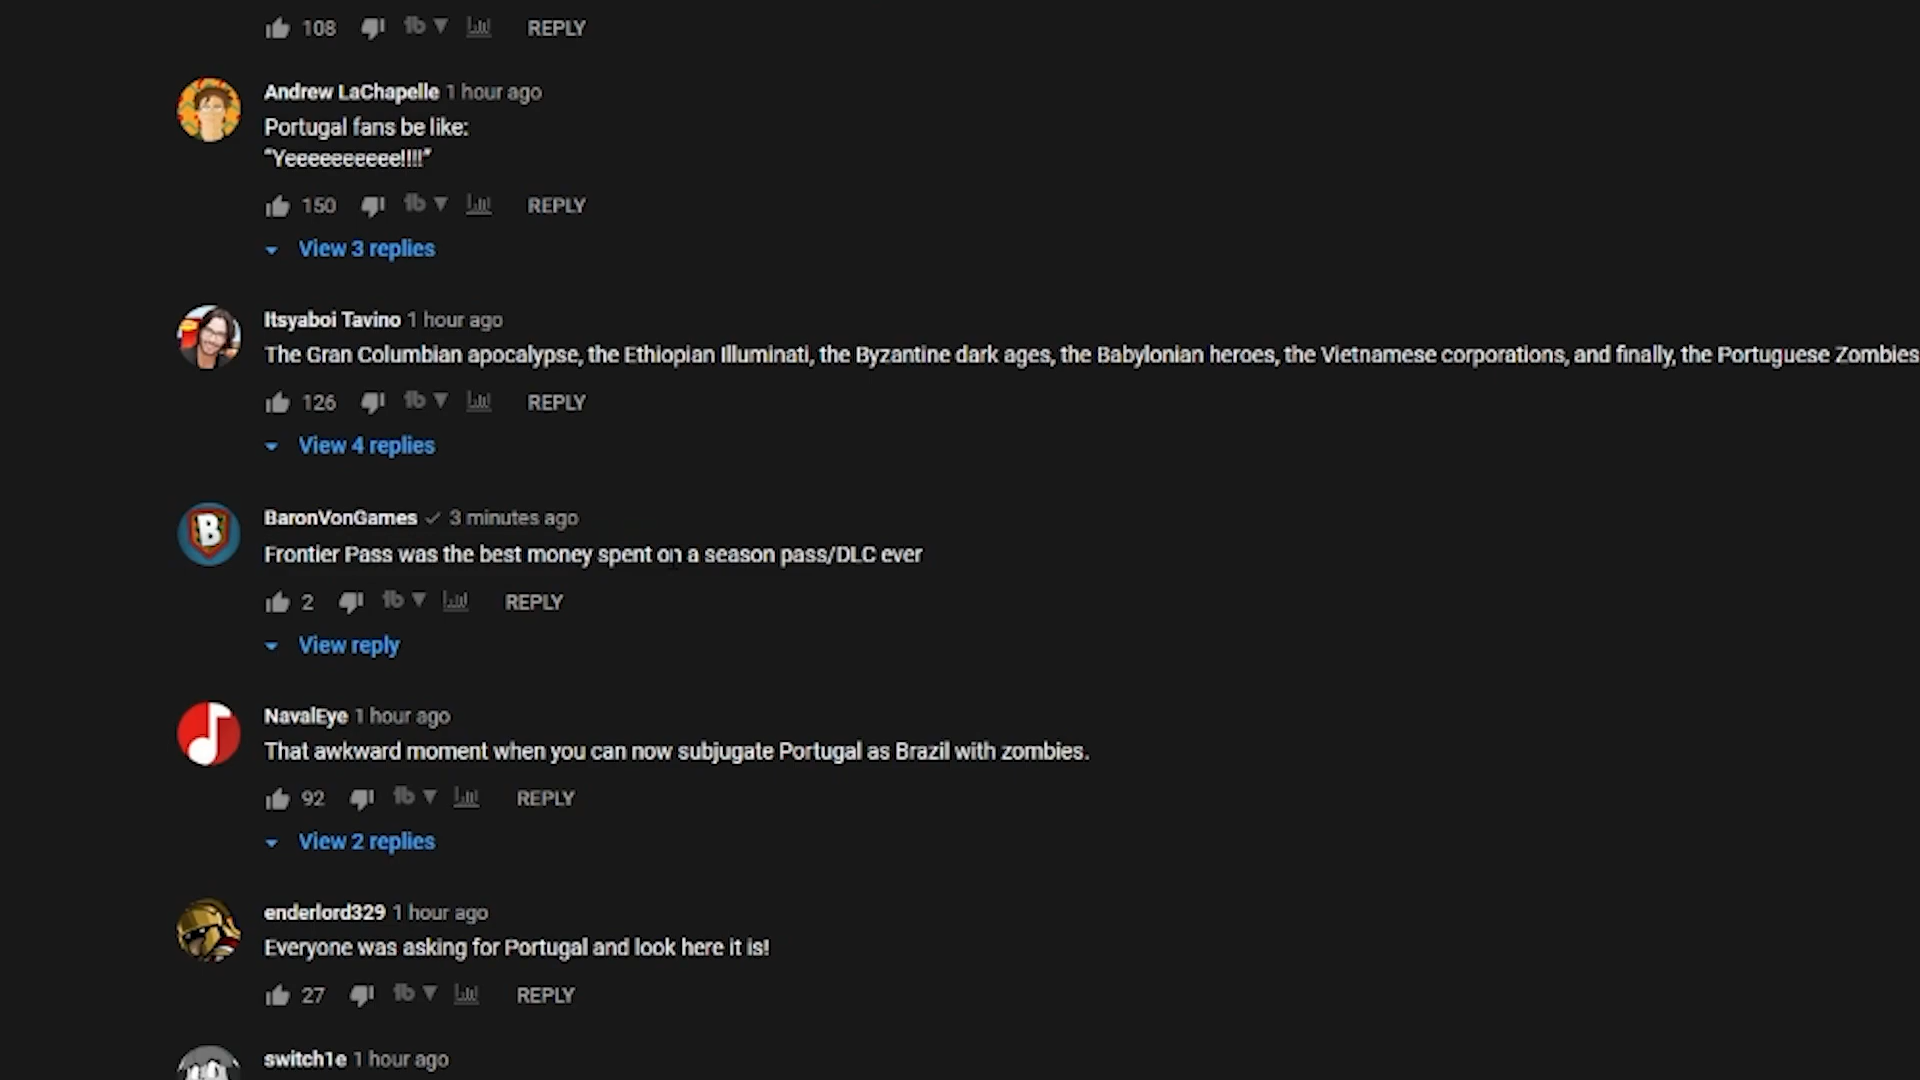 108 REPLY
Andrew LaChapelle 1 hour ago
Portugal fans be like:
“Yeeeeeeeeee!!!!”
150 REPLY
View 3 replies
Itsyaboi Tavino 1 hour ago
The Gran Columbian apocalypse, the Ethiopian Illuminati, the Byzantine dark ages, the Babylonian heroes, the Vietnamese corporations, and finally, the Portuguese Zombies
126 REPLY
View 4 replies
B
BaronVonGames 3 minutes ago
Frontier Pass was the best money spent on a season pass/DLC ever
2 REPLY
View reply
NavalEye 1 hour ago
That awkward moment when you can now subjugate Portugal as Brazil with zombies.
92 REPLY
View 2 replies
enderlord329 1 hour ago
Everyone was asking for Portugal and look here it is!
27 REPLY
switch1e 1 hour ago